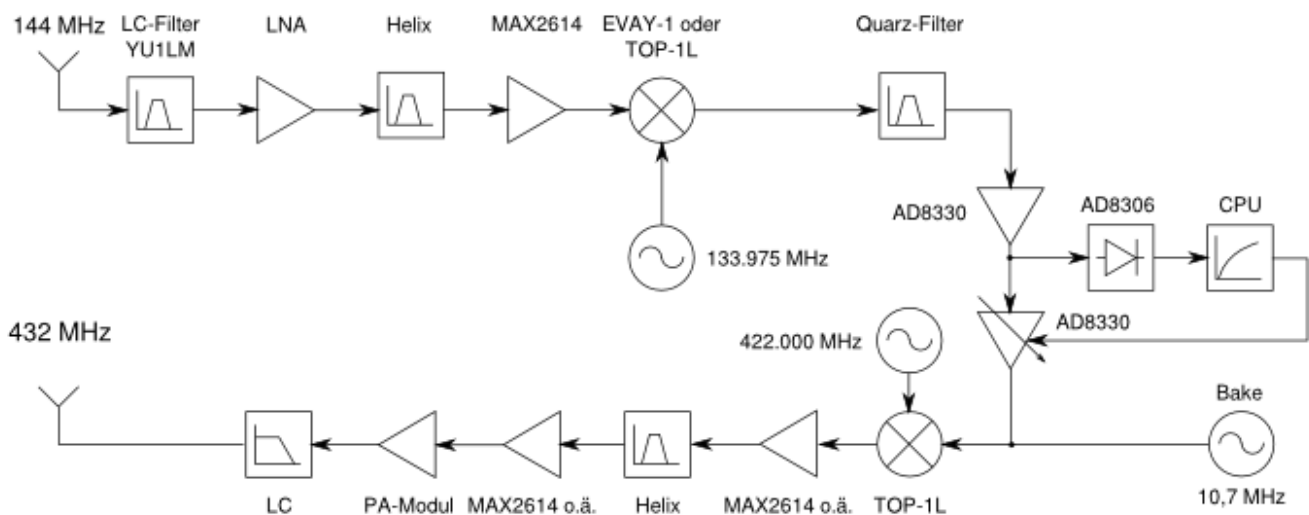 144 MHz
LC-Filter
YU1LM
LNA
Helix
MAX2614
EVAY-1 oder
TOP-1L
Quarz-Filter
133.975 MHz
AD8330
AD8306
CPU
AD8330
432 MHz
422.000 MHz
Bake
LC
PA-Modul
MAX2614 o.ä.
Helix
MAX2614 o.ä.
TOP-1L
10,7 MHz